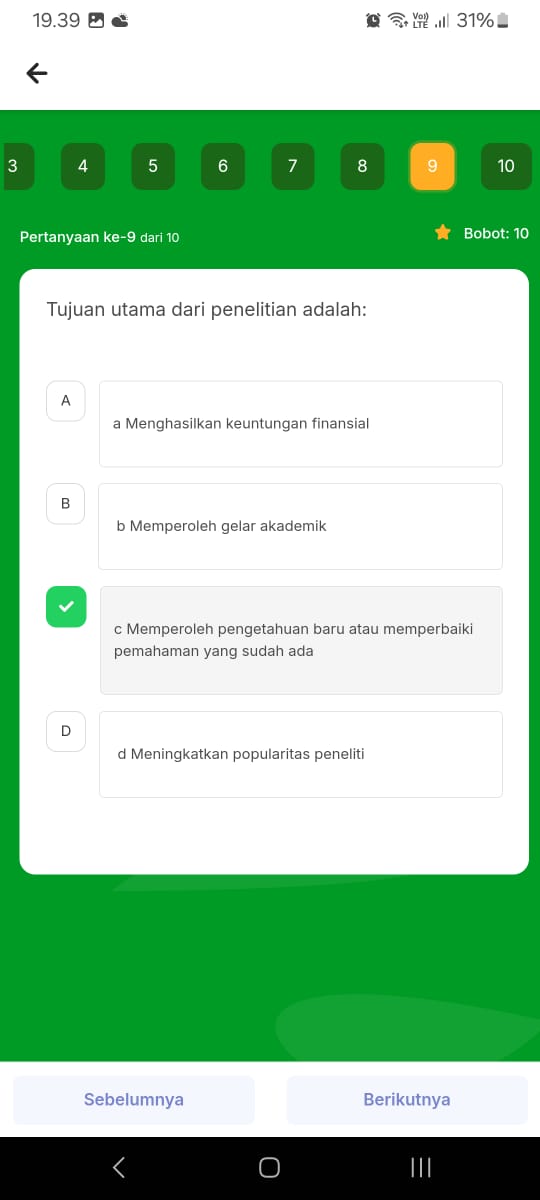 19.39 Vo)) LTE 31%
3 4 5 6 7 8 9 10
Pertanyaan ke-9 dari 10 Bobot: 10
Tujuan utama dari penelitian adalah:
A
a Menghasilkan keuntungan finansial
B
b Memperoleh gelar akademik
c Memperoleh pengetahuan baru atau memperbaiki
pemahaman yang sudah ada
D
d Meningkatkan popularitas peneliti
Sebelumnya Berikutnya